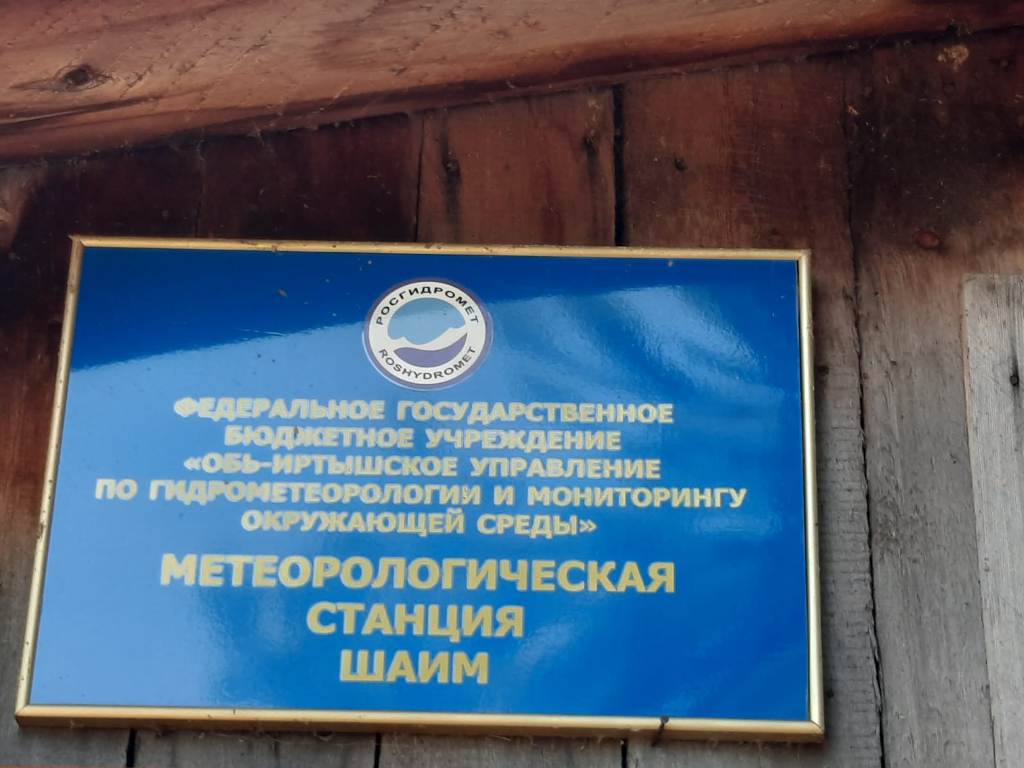 РОСГИДРОМЕТ
ROSHYDROMET
ФЕДЕРАЛЬНОЕ ГОСУДАРСТВЕННОЕ
БЮДЖЕТНОЕ УЧРЕЖДЕНИЕ
«ОБЬ-ИРТЫШСКОЕ УПРАВЛЕНИЕ
ПО ГИДРОМЕТЕОРОЛОГИИ И МОНИТОРИНГУ
ОКРУЖАЮЩЕЙ СРЕДЫ»
МЕТЕОРОЛОГИЧЕСКАЯ
СТАНЦИЯ
ШАИМ